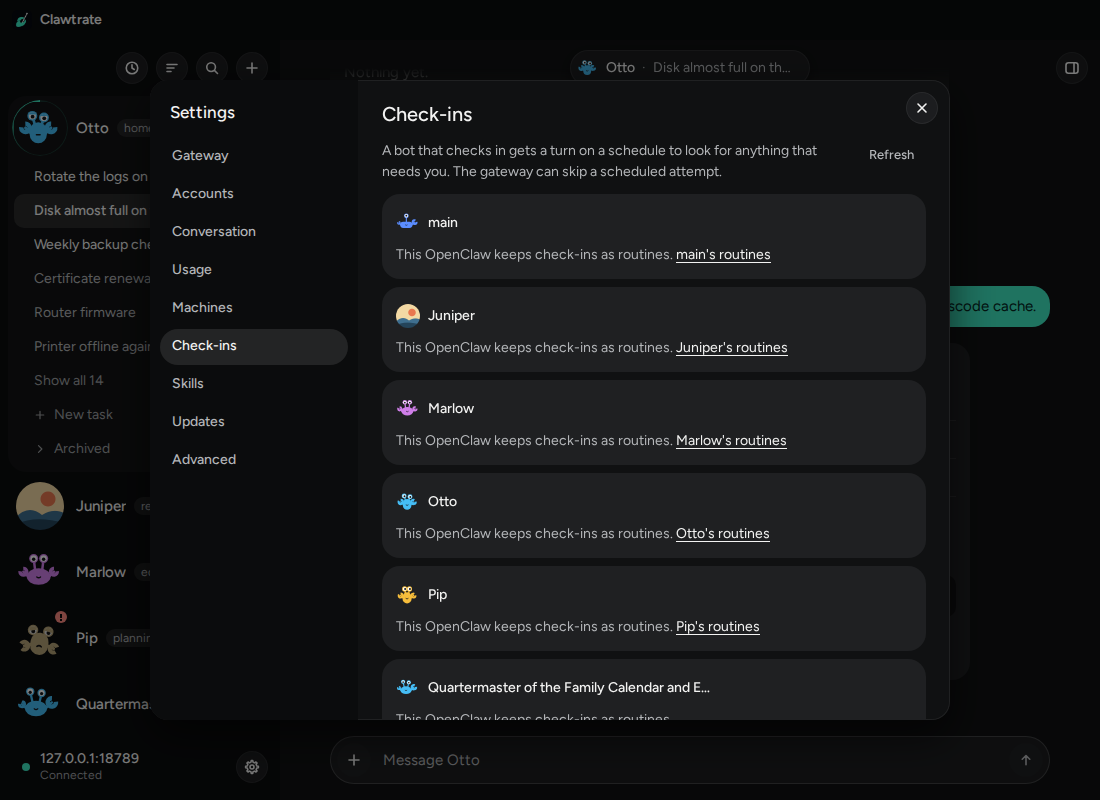 Clawtrate
Nothing yet.
Otto · Disk almost full on th...
Otto
Rotate the logs on
Disk almost full on
Weekly backup
Certificate
Router firmware
Printer offline
Show all 14
+ New task
Archived
Juniper
Marlow
Pip
!
127.0.0.1:18789
Connected
Settings
Gateway
Accounts
Conversation
Usage
Machines
Check-ins
Skills
Updates
Advanced
Check-ins
A bot that checks in gets a turn on a schedule to look for anything that
needs you. The gateway can skip a scheduled attempt.
Refresh
main
This OpenClaw keeps check-ins as routines. main's routines
Juniper
This OpenClaw keeps check-ins as routines. Juniper's routines
Marlow
This OpenClaw keeps check-ins as routines. Marlow's routines
Otto
This OpenClaw keeps check-ins as routines. Otto's routines
Pip
This OpenClaw keeps check-ins as routines. Pip's routines
Quartermaster of the Family Calendar and E...
This OpenClaw keeps check-ins as routines.
cache.
Message Otto